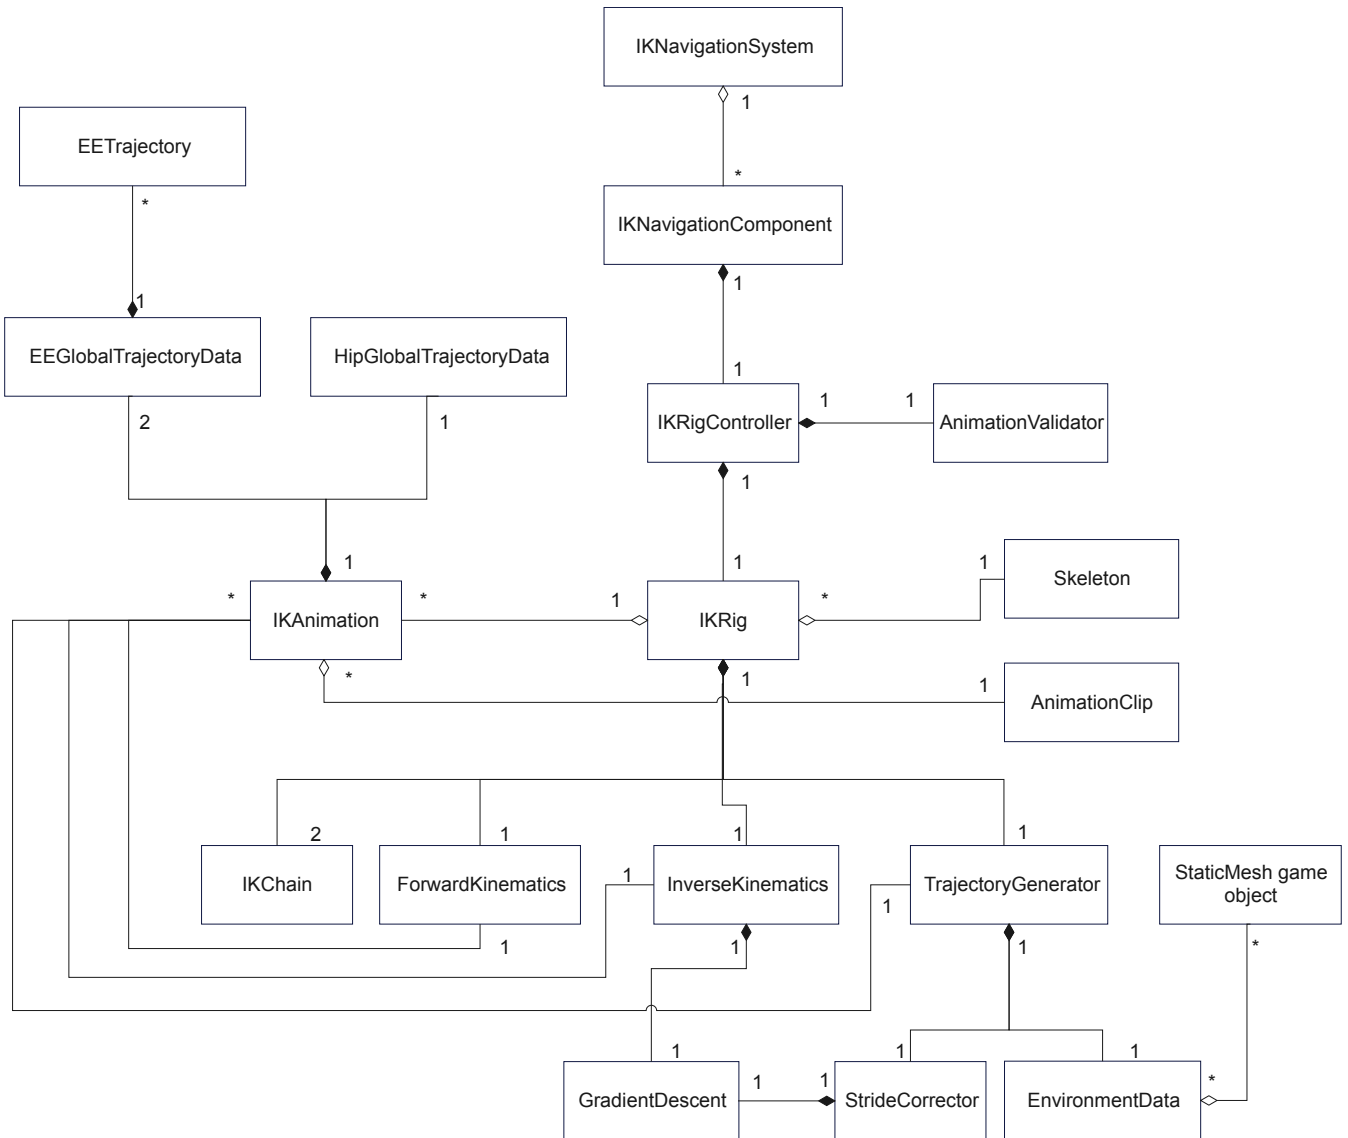 IKNavigationSystem
1
EETrajectory
*
*
IKNavigationComponent
1
1
EEGlobalTrajectoryData
HipGlobalTrajectoryData
1
1
1
IKRigController
AnimationValidator
2
1
1
1
1
1
Skeleton
*
*
1
*
IKAnimation
IKRig
*
1
1
AnimationClip
2
1
1
1
IKChain
ForwardKinematics
1
InverseKinematics
TrajectoryGenerator
1
StaticMesh game
object
1
1
1
*
1
1
1
1
1
*
GradientDescent
StrideCorrector
EnvironmentData